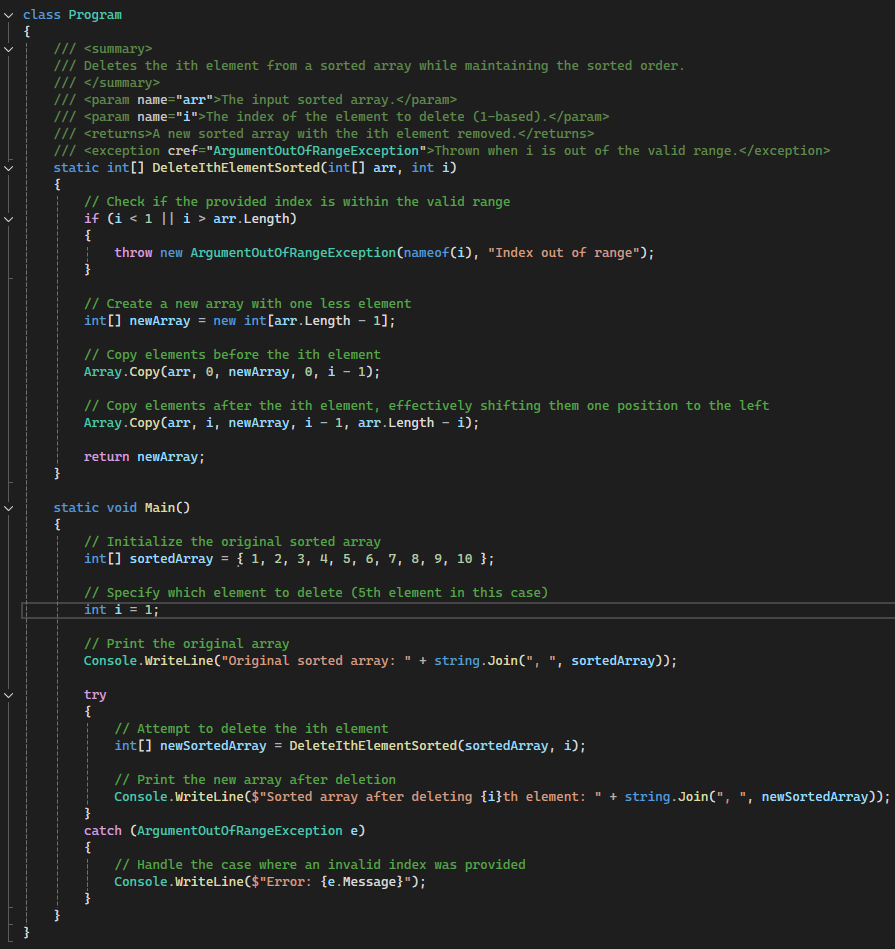 class Program
{
/// <summary>
/// Deletes the ith element from a sorted array while maintaining the sorted order.
/// </summary>
/// <param name="arr">The input sorted array.</param>
/// <param name="i">The index of the element to delete (1-based).</param>
/// <returns>A new sorted array with the ith element removed.</returns>
/// <exception cref="ArgumentOutOfRangeException">Thrown when i is out of the valid range.</exception>
static int[] DeleteIthElementSorted(int[] arr, int i)
{
// Check if the provided index is within the valid range
if (i < 1 || i > arr.Length)
{
throw new ArgumentOutOfRangeException(nameof(i), "Index out of range");
}
// Create a new array with one less element
int[] newArray = new int[arr.Length - 1];
// Copy elements before the ith element
Array.Copy(arr, 0, newArray, 0, i - 1);
// Copy elements after the ith element, effectively shifting them one position to the left
Array.Copy(arr, i, newArray, i - 1, arr.Length - i);
return newArray;
}
static void Main()
{
// Initialize the original sorted array
int[] sortedArray = { 1, 2, 3, 4, 5, 6, 7, 8, 9, 10 };
// Specify which element to delete (5th element in this case)
int i = 1;
// Print the original array
Console.WriteLine("Original sorted array: " + string.Join(", ", sortedArray));
try
{
// Attempt to delete the ith element
int[] newSortedArray = DeleteIthElementSorted(sortedArray, i);
// Print the new array after deletion
Console.WriteLine($"Sorted array after deleting {i}th element: " + string.Join(", ", newSortedArray));
}
catch (ArgumentOutOfRangeException e)
{
// Handle the case where an invalid index was provided
Console.WriteLine($"Error: {e.Message}");
}
}
}